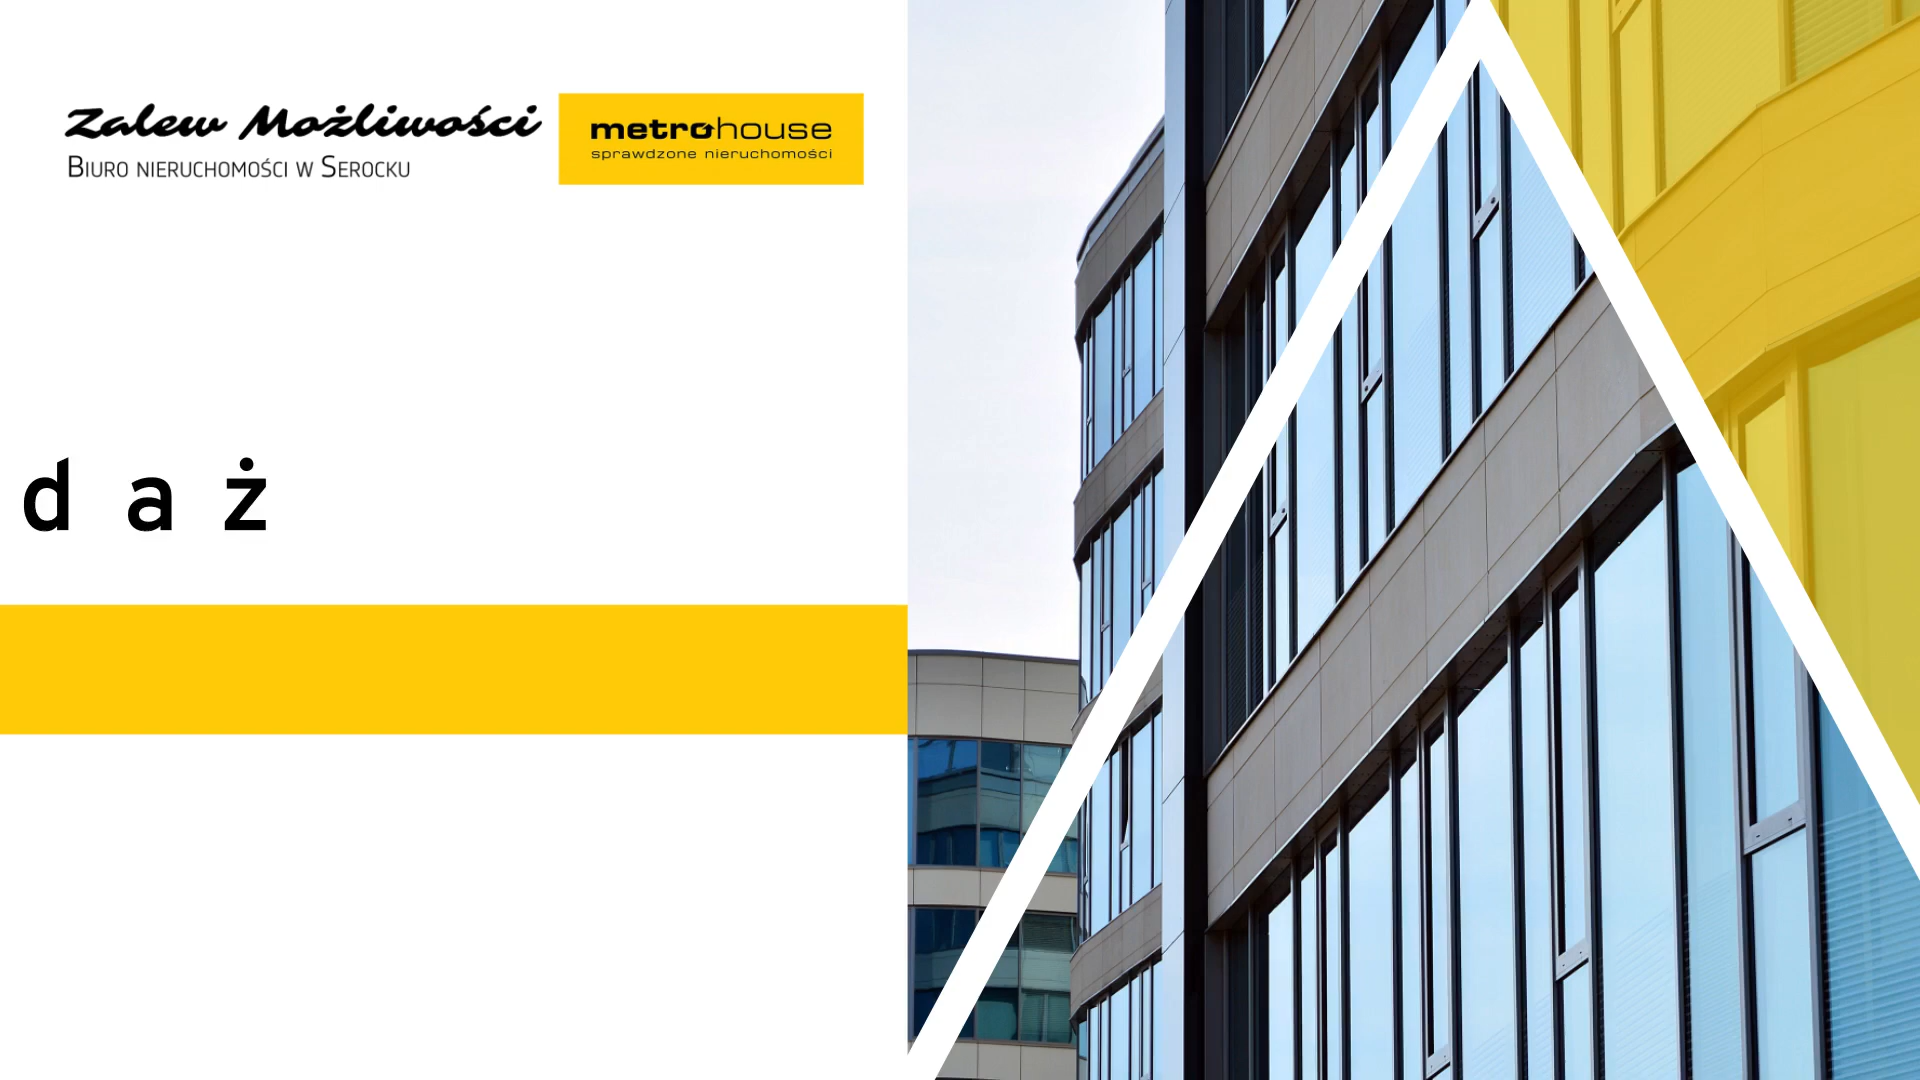 Zalew Możliwości
BIURO NIERUCHOMOŚCI W SEROCKU
metrohouse
sprawdzone nieruchomości
d a ż